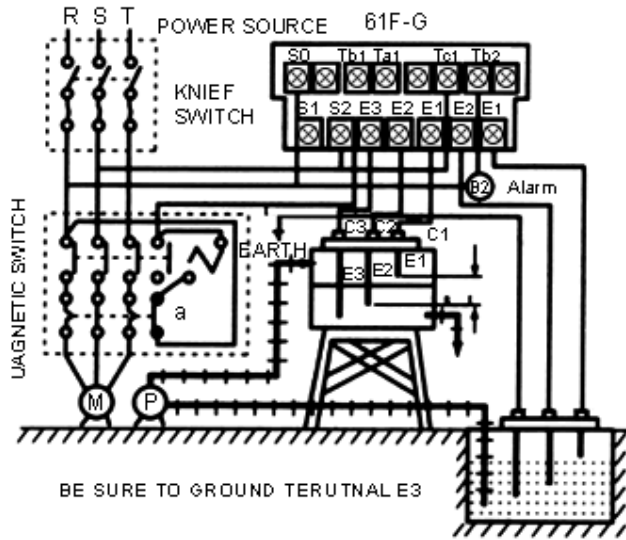 R S T POWER SOURCE 61F-G
S0 Tb1 Ta1 Tc1 Tb2
KNIEF
SWITCH
S1 S2 E3 E2 E1 E2 E1
B2 Alarm
C3 C2 C1
EARTH
E3 E2 E1
UAGNETIC SWITCH
a
M P
BE SURE TO GROUND TERUTNAL E3